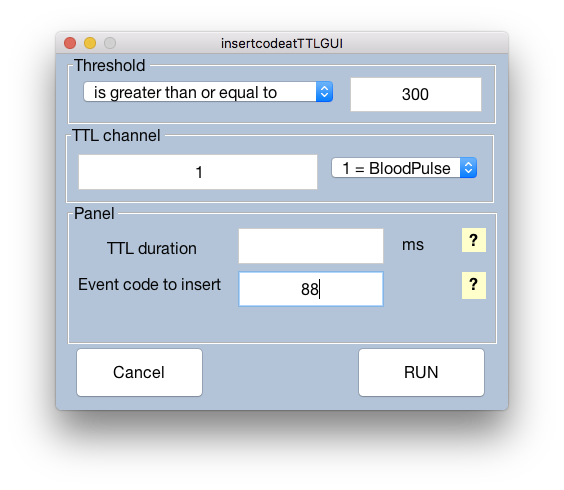 insertcodeatTTLGUI
Threshold
is greater than or equal to
300
TTL channel
1
1 = BloodPulse
Panel
TTL duration
ms
?
Event code to insert
88
?
Cancel
RUN